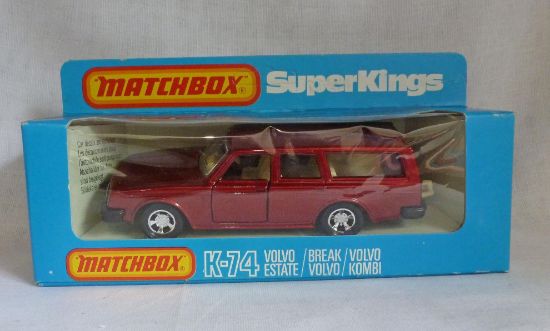 MATCHBOX® SuperKings
MATCHBOX® K-74 VOLVO / BREAK / VOLVO
ESTATE / VOLVO / KOMBI